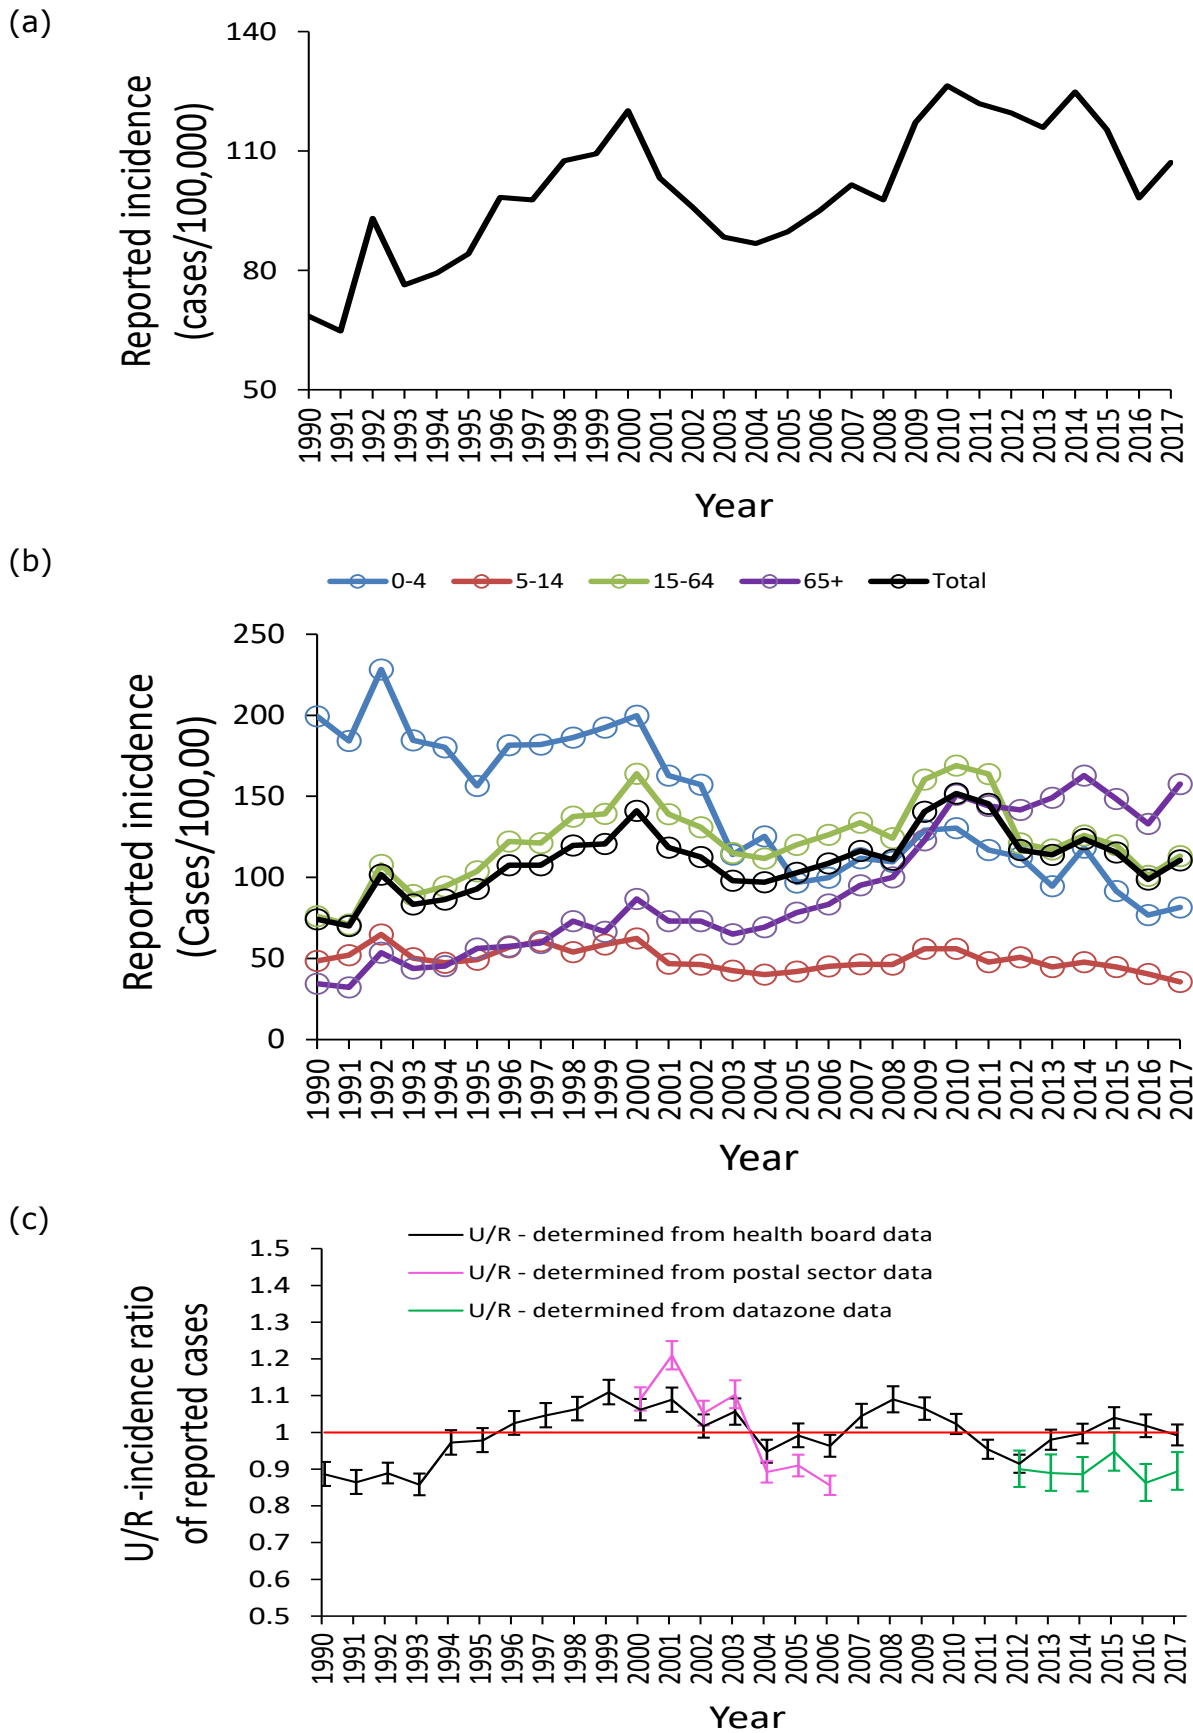 (a)
140
110
80
50
Reported incidence
(cases/100,000)
1990 1991 1992 1993 1994 1995 1996 1997 1998 1999 2000 2001 2002 2003 2004 2005 2006 2007 2008 2009 2010 2011 2012 2013 2014 2015 2016 2017
Year
(b)
0-4 5-14 15-64 65+ Total
250
200
150
100
50
0
Reported inicdence
(Cases/100,00)
1990 1991 1992 1993 1994 1995 1996 1997 1998 1999 2000 2001 2002 2003 2004 2005 2006 2007 2008 2009 2010 2011 2012 2013 2014 2015 2016 2017
Year
(c)
U/R - determined from health board data
U/R - determined from postal sector data
U/R - determined from datazone data
1.5
1.4
1.3
1.2
1.1
1
0.9
0.8
0.7
0.6
0.5
U/R -incidence ratio
of reported cases
1990 1991 1992 1993 1994 1995 1996 1997 1998 1999 2000 2001 2002 2003 2004 2005 2006 2007 2008 2009 2010 2011 2012 2013 2014 2015 2016 2017
Year